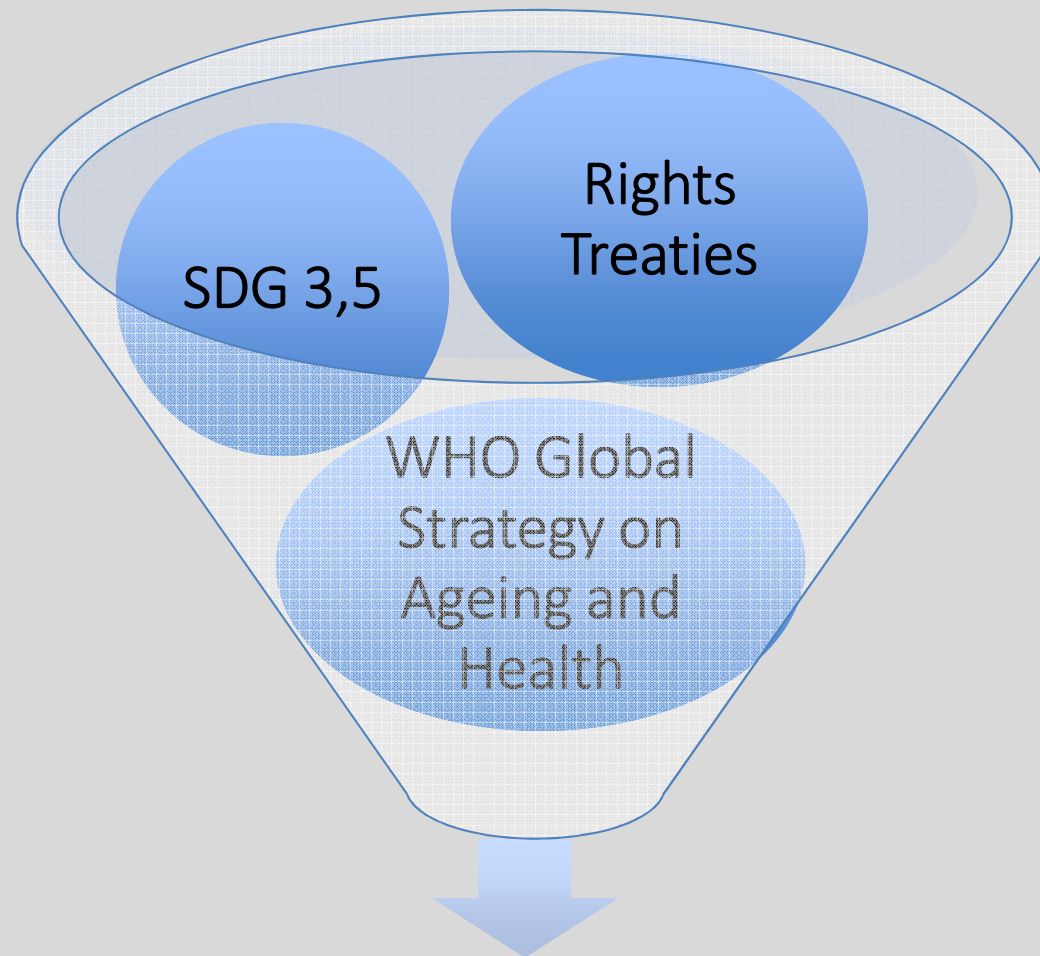 Rights
Treaties
SDG 3,5
WHO Global
Strategy on
Ageing and
Health